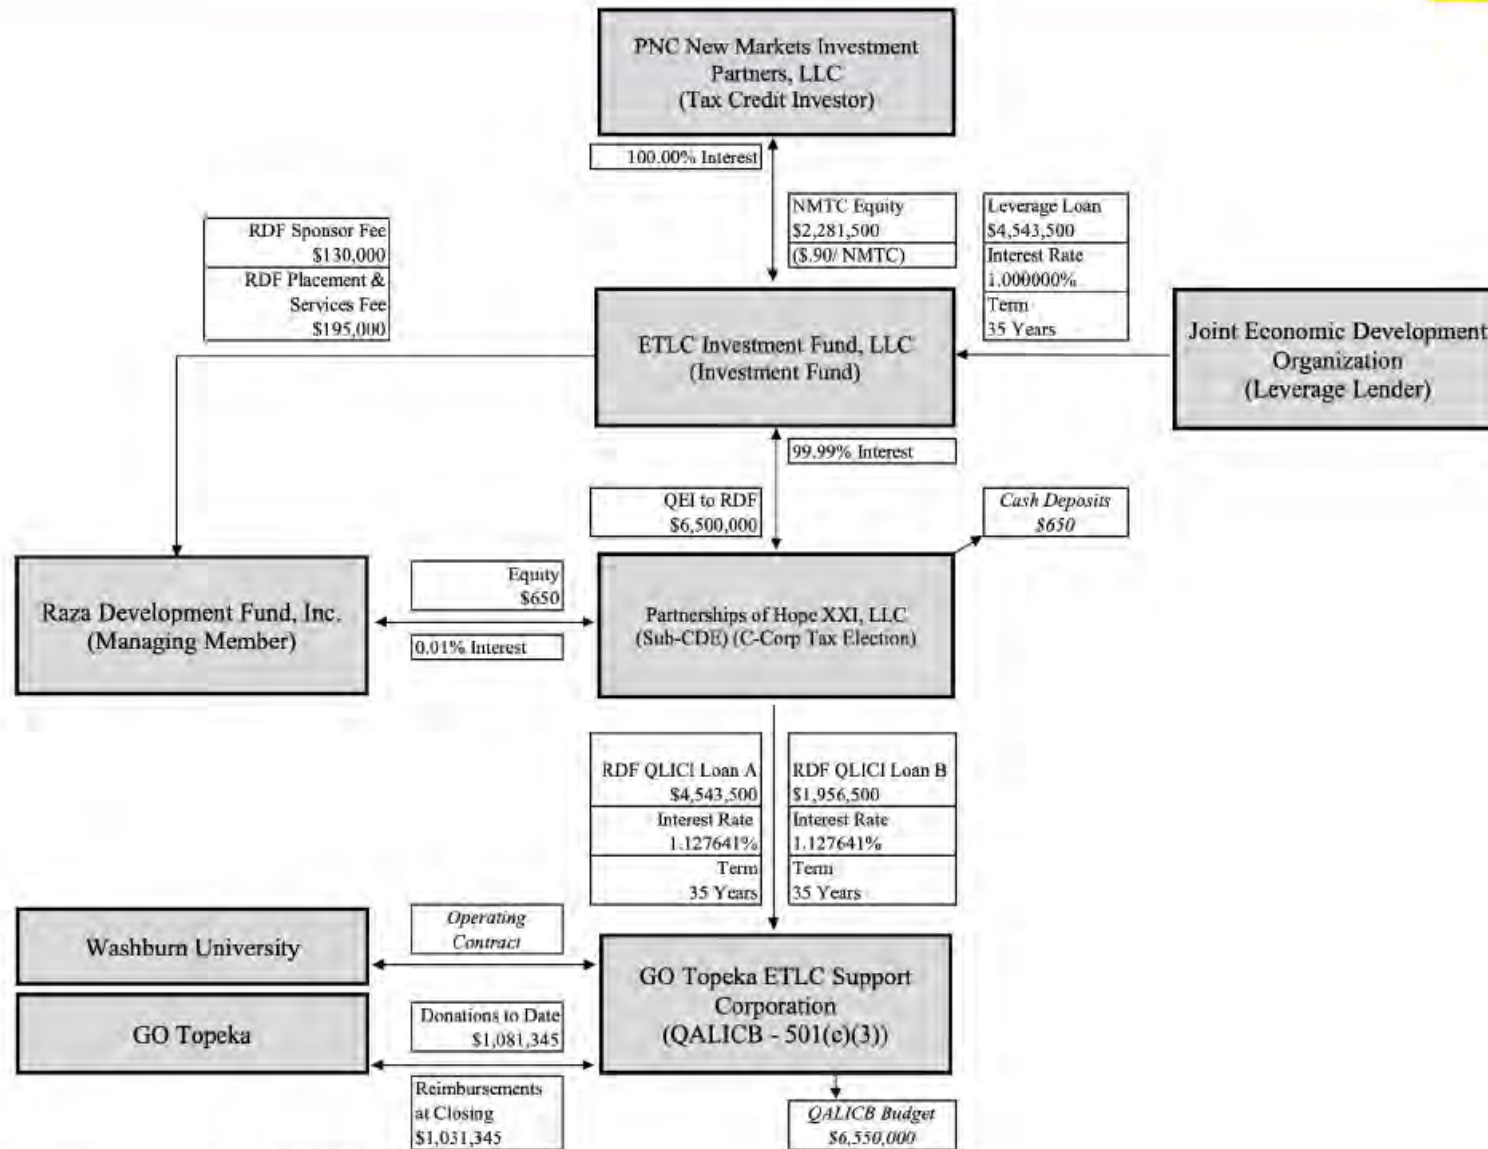 PNC New Markets Investment
Partners, LLC
(Tax Credit Investor)
100.00% Interest
NMTC Equity
$2,281,500
($.90/ NMTC)
Leverage Loan
$4,543,500
Interest Rate
1.000000%
Term
35 Years
RDF Sponsor Fee
$130,000
RDF Placement &
Services Fee
$195,000
ETLC Investment Fund, LLC
(Investment Fund)
Joint Economic Development
Organization
(Leverage Lender)
99.99% Interest
QEI to RDF
$6,500,000
Cash Deposits
$650
Raza Development Fund, Inc.
(Managing Member)
Equity
$650
0.01% Interest
Partnerships of Hope XXI, LLC
(Sub-CDE) (C-Corp Tax Election)
RDF QLICI Loan A
$4,543,500
Interest Rate
1.127641%
Term
35 Years
RDF QLICI Loan B
$1,956,500
Interest Rate
1.127641%
Term
35 Years
Washburn University
Operating
Contract
GO Topeka ETLC Support
Corporation
(QALICB - 501(c)(3))
GO Topeka
Donations to Date
$1,081,345
Reimbursements
at Closing
$1,031,345
QALICB Budget
$6,550,000